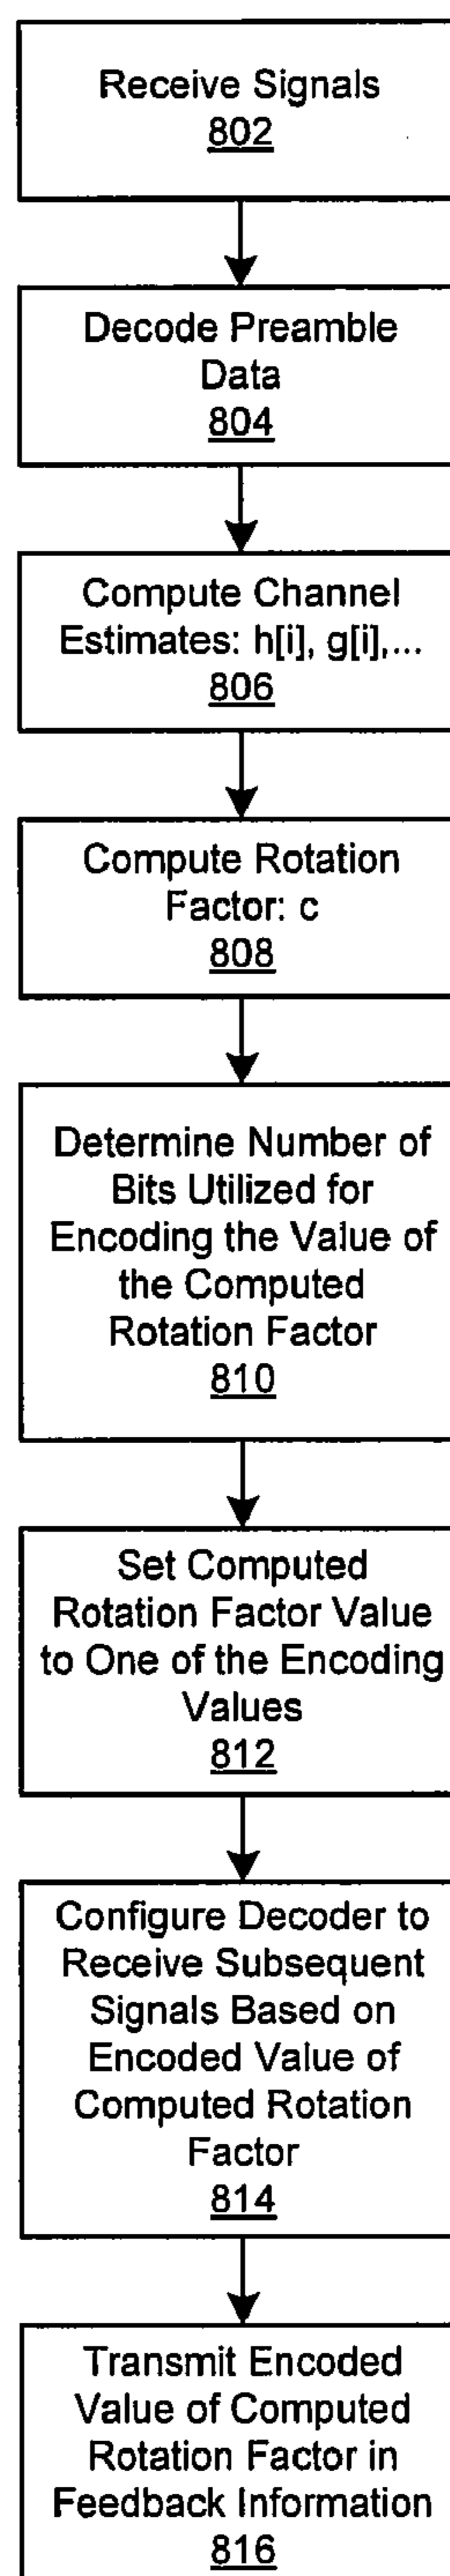 Receive Signals
802
Decode Preamble
Data
804
Compute Channel
Estimates: h[i], g[i],...
806
Compute Rotation
Factor: c
808
Determine Number of
Bits Utilized for
Encoding the Value of
the Computed
Rotation Factor
810
Set Computed
Rotation Factor Value
to One of the Encoding
Values
812
Configure Decoder to
Receive Subsequent
Signals Based on
Encoded Value of
Computed Rotation
Factor
814
Transmit Encoded
Value of Computed
Rotation Factor in
Feedback Information
816